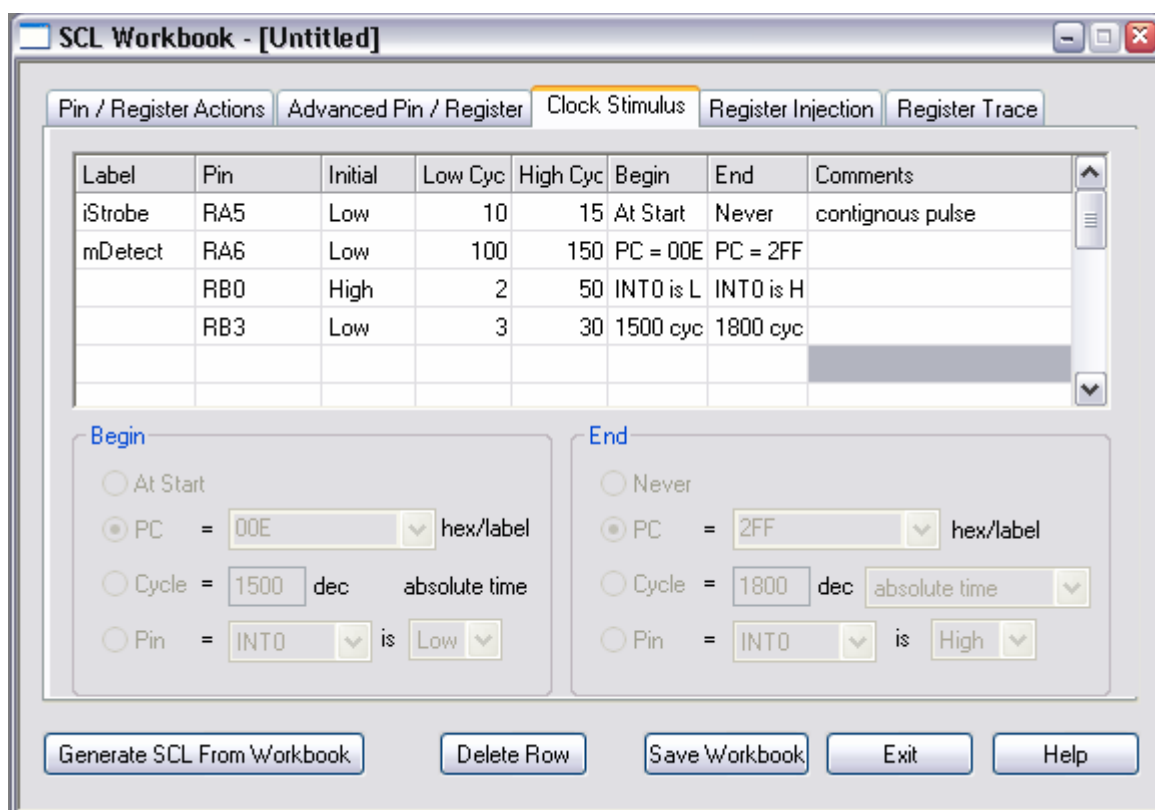 SCL Workbook - [Untitled]
Pin / Register Actions Advanced Pin / Register Clock Stimulus Register Injection Register Trace
Label Pin Initial Low Cyc High Cyc Begin End Comments
iStrobe RA5 Low 10 15 At Start Never contignous pulse
mDetect RA6 Low 100 150 PC = 00E PC = 2FF
RB0 High 2 50 INT0 is L INT0 is H
RB3 Low 3 30 1500 cyc 1800 cyc
Begin End
At Start Never
PC = 00E hex/label PC = 2FF hex/label
Cycle = 1500 dec absolute time Cycle = 1800 dec absolute time
Pin = INT0 is Low Pin = INT0 is High
Generate SCL From Workbook Delete Row Save Workbook Exit Help